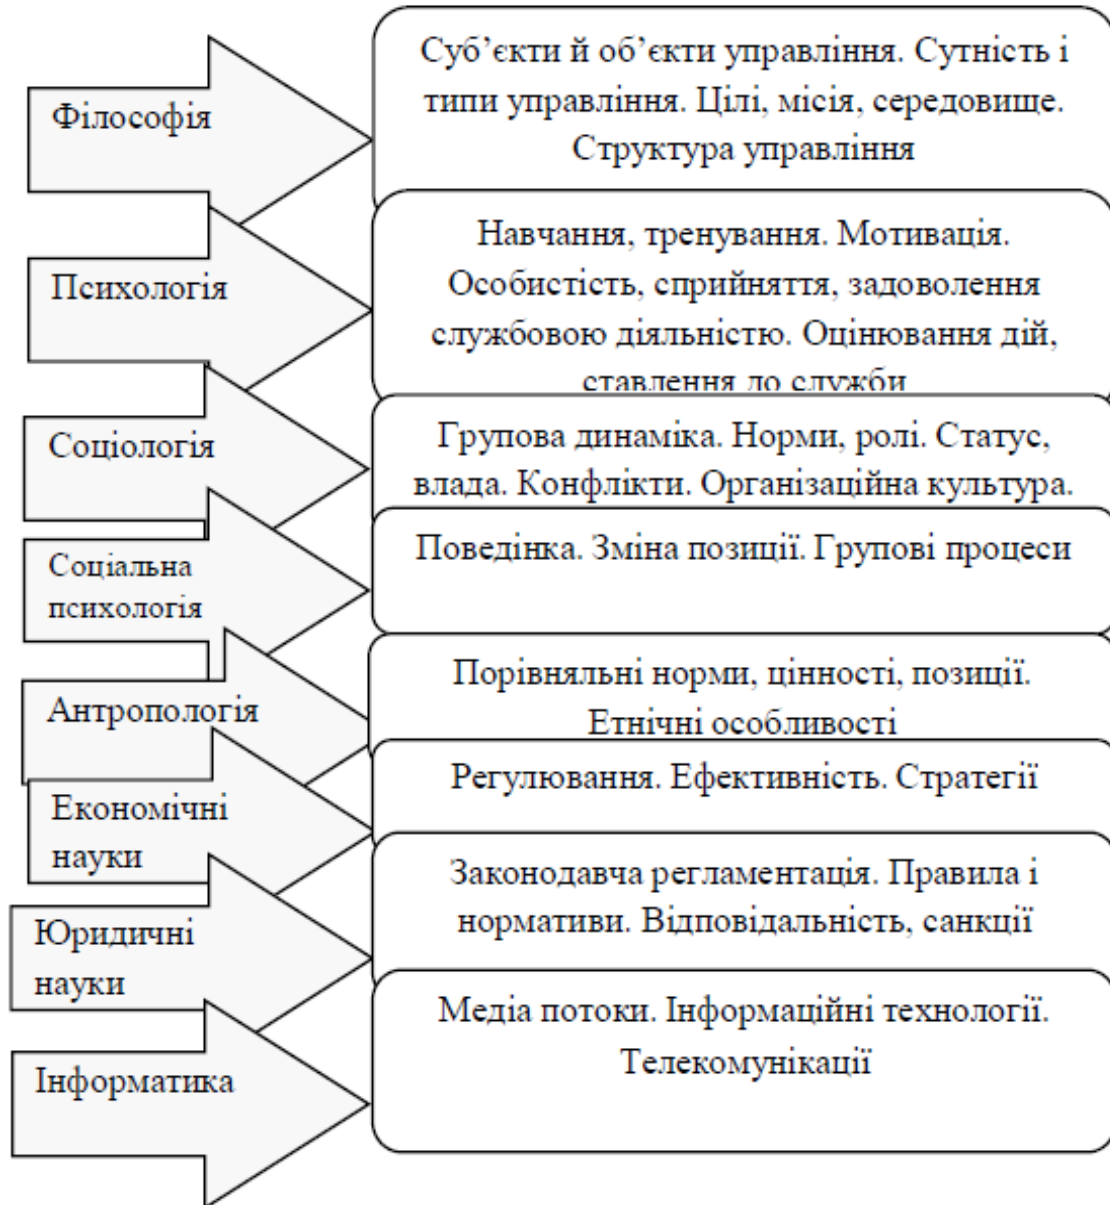 Філософія
Суб’єкти й об’єкти управління. Сутність і
типи управління. Цілі, місія, середовище.
Структура управління
Психологія
Навчання, тренування. Мотивація.
Особистість, сприйняття, задоволення
службовою діяльністю. Оцінювання дій,
ставлення до служби
Соціологія
Групова динаміка. Норми, ролі. Статус,
влада. Конфлікти. Організаційна культура.
Соціальна
психологія
Поведінка. Зміна позиції. Групові процеси
Антропологія
Порівняльні норми, цінності, позиції.
Етнічні особливості
Економічні
науки
Регулювання. Ефективність. Стратегії
Юридичні
науки
Законодавча регламентація. Правила і
нормативи. Відповідальність, санкції
Інформатика
Медіа потоки. Інформаційні технології.
Телекомунікації